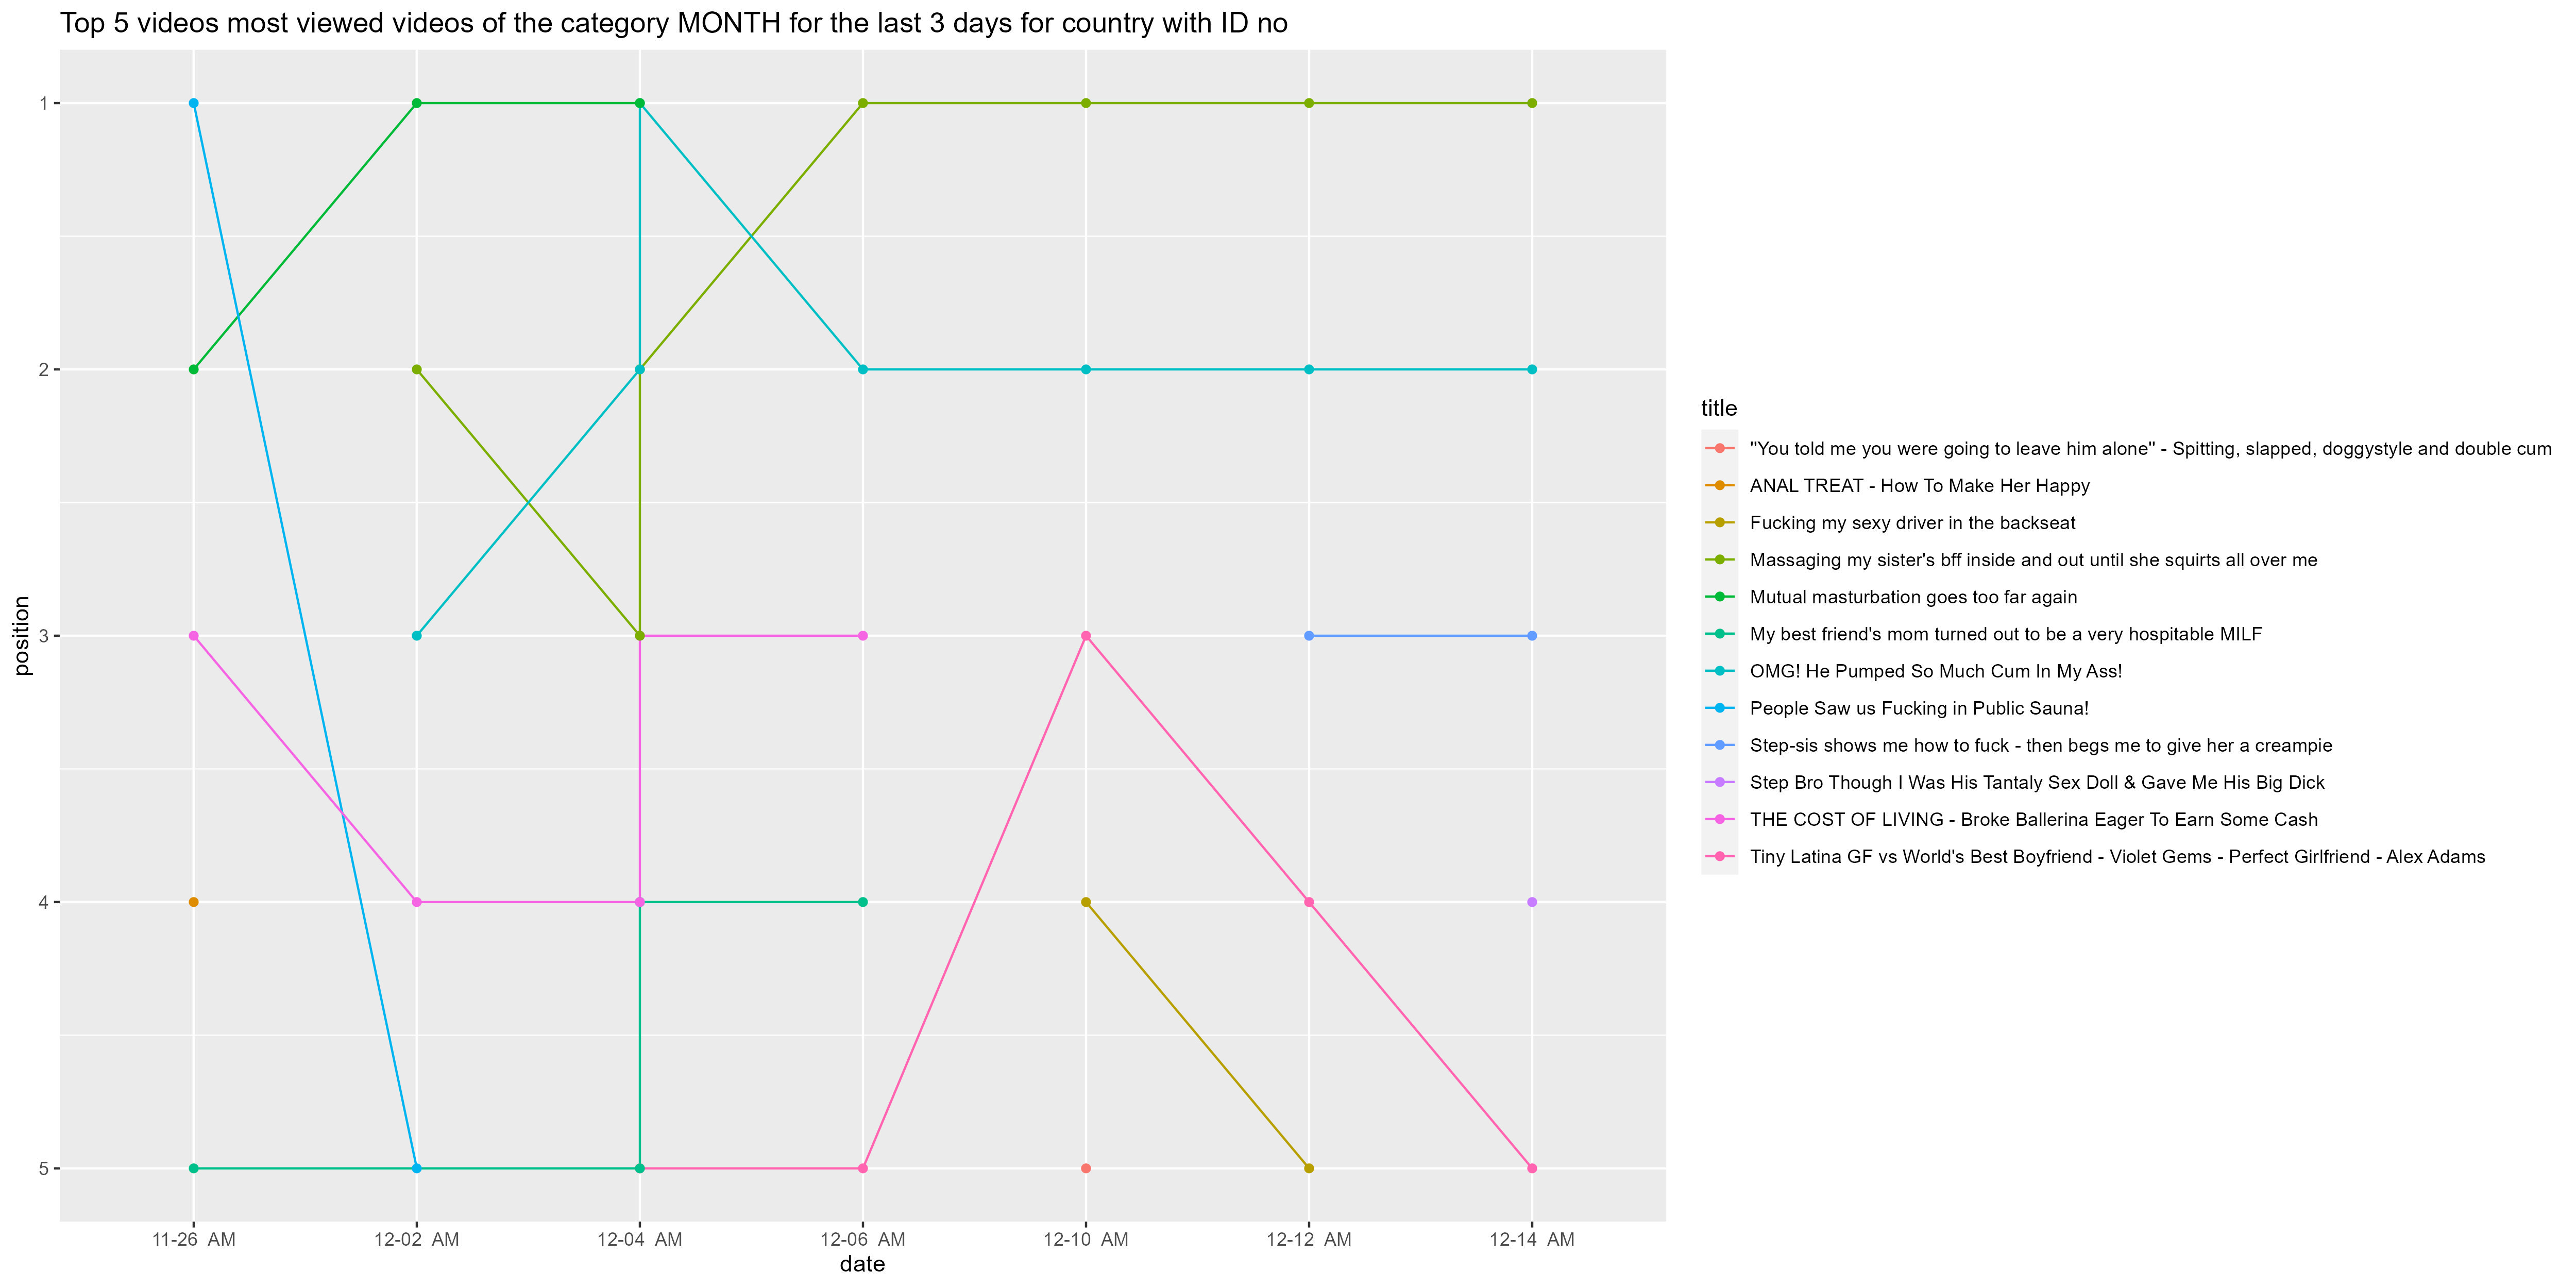 Top 5 videos most viewed videos of the category MONTH for the last 3 days for country with ID no
position
1
2
3
4
5
11-26 AM
12-02 AM
12-04 AM
12-06 AM
12-10 AM
12-12 AM
12-14 AM
date
title
"You told me you were going to leave him alone" - Spitting, slapped, doggystyle and double cum
ANAL TREAT - How To Make Her Happy
Fucking my sexy driver in the backseat
Massaging my sister's bff inside and out until she squirts all over me
Mutual masturbation goes too far again
My best friend's mom turned out to be a very hospitable MILF
OMG! He Pumped So Much Cum In My Ass!
People Saw us Fucking in Public Sauna!
Step-sis shows me how to fuck - then begs me to give her a creampie
Step Bro Though I Was His Tantaly Sex Doll & Gave Me His Big Dick
THE COST OF LIVING - Broke Ballerina Eager To Earn Some Cash
Tiny Latina GF vs World's Best Boyfriend - Violet Gems - Perfect Girlfriend - Alex Adams